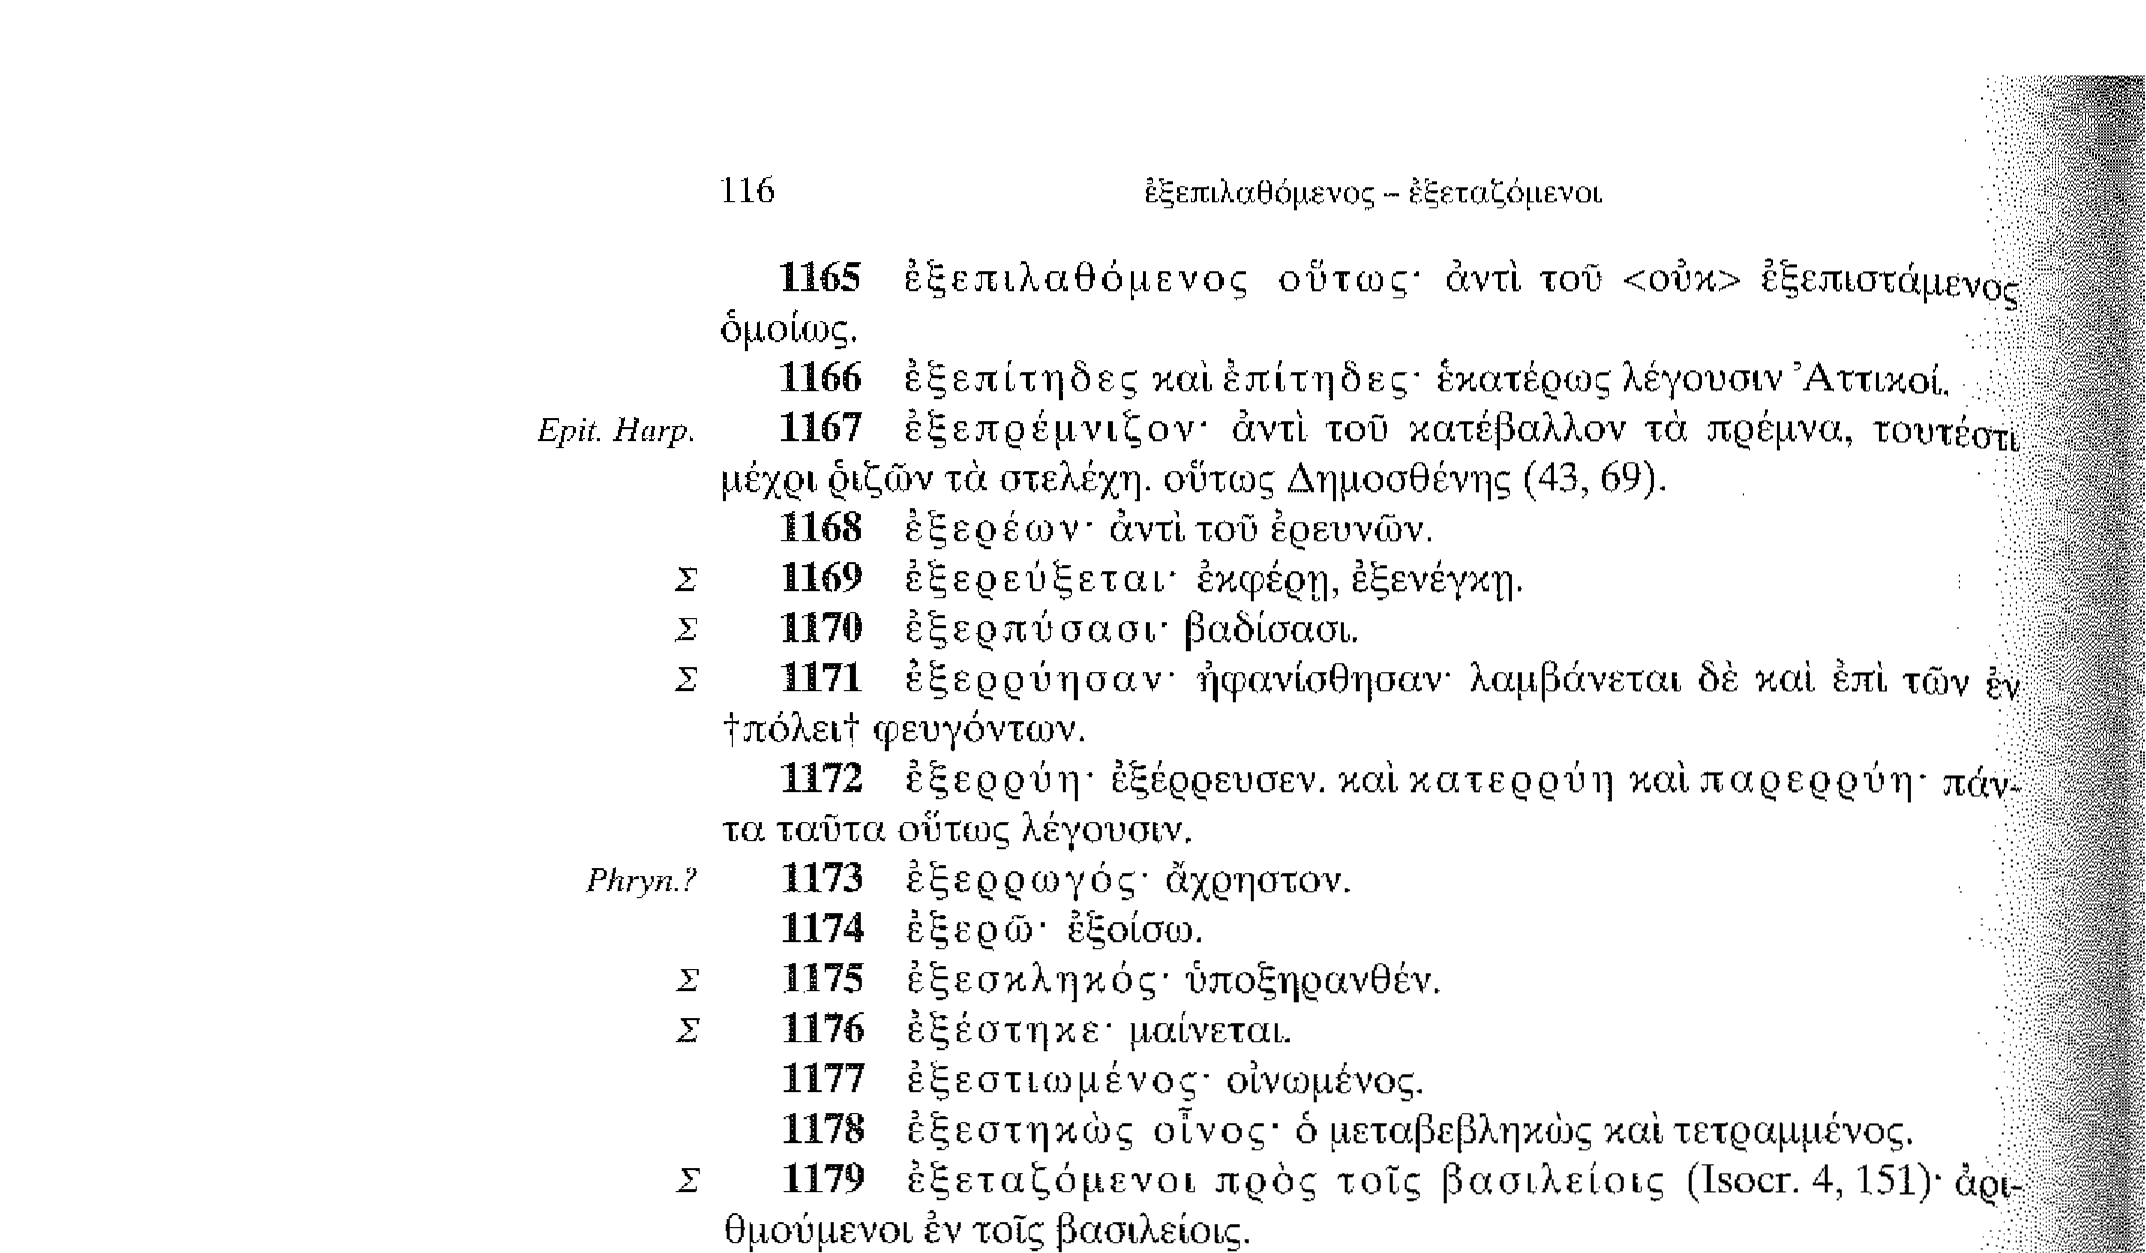 116 ἐξεπιλαθόμενος – ἐξεταζόμενοι
1165 ἐξεπιλαθόμενος οὕτως· ἀντὶ τοῦ <οὐκ> ἐξεπιστάμενος
ὁμοίως.
1166 ἐξεπίτηδες καὶ ἐπίτηδες· ἑκατέρως λέγουσιν Ἀττικοί.
Epit. Harp. 1167 ἐξεπρέμνιζον· ἀντὶ τοῦ κατέβαλλον τὰ πρέμνα, τουτέστι
μέχρι ῥιζῶν τὰ στελέχη. οὕτως Δημοσθένης (43, 69).
1168 ἐξερέων· ἀντὶ τοῦ ἐρευνῶν.
Σ 1169 ἐξερεύξεται· ἐκφέρῃ, ἐξενέγκῃ.
Σ 1170 ἐξερπύσασι· βαδίσασι.
Σ 1171 ἐξερρύησαν· ἠφανίσθησαν· λαμβάνεται δὲ καὶ ἐπὶ τῶν ἐν
†πόλει† φευγόντων.
1172 ἐξερρύη· ἐξέρρευσεν. καὶ κατερρύη καὶ παρερρύη· πάν-
τα ταῦτα οὕτως λέγουσιν.
Phryn.? 1173 ἐξερρωγός· ἄχρηστον.
1174 ἐξερῶ· ἐξοίσω.
Σ 1175 ἐξεσκληκός· ὑποξηρανθέν.
Σ 1176 ἐξέστηκε· μαίνεται.
1177 ἐξεστιωμένος· οἰνωμένος.
1178 ἐξεστηκὼς οἶνος· ὁ μεταβεβληκὼς καὶ τετραμμένος.
Σ 1179 ἐξεταζόμενοι πρὸς τοῖς βασιλείοις (Isocr. 4, 151)· ἀρι-
θμούμενοι ἐν τοῖς βασιλείοις.